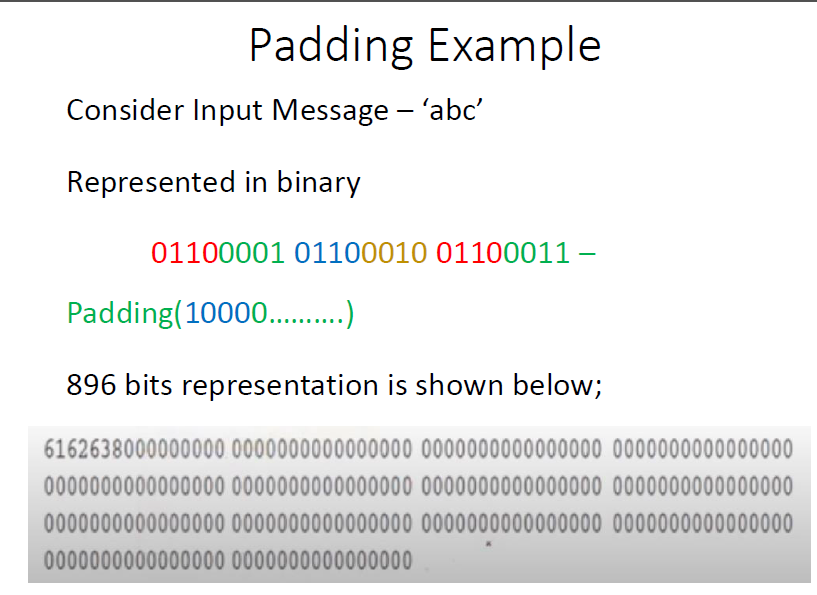 Padding Example
Consider Input Message – ‘abc’
Represented in binary
01100001 01100010 01100011 –
Padding(10000..........)
896 bits representation is shown below;
6162638000000000 0000000000000000 0000000000000000 0000000000000000
0000000000000000 0000000000000000 0000000000000000 0000000000000000
0000000000000000 0000000000000000 0000000000000000 0000000000000000
0000000000000000 0000000000000000